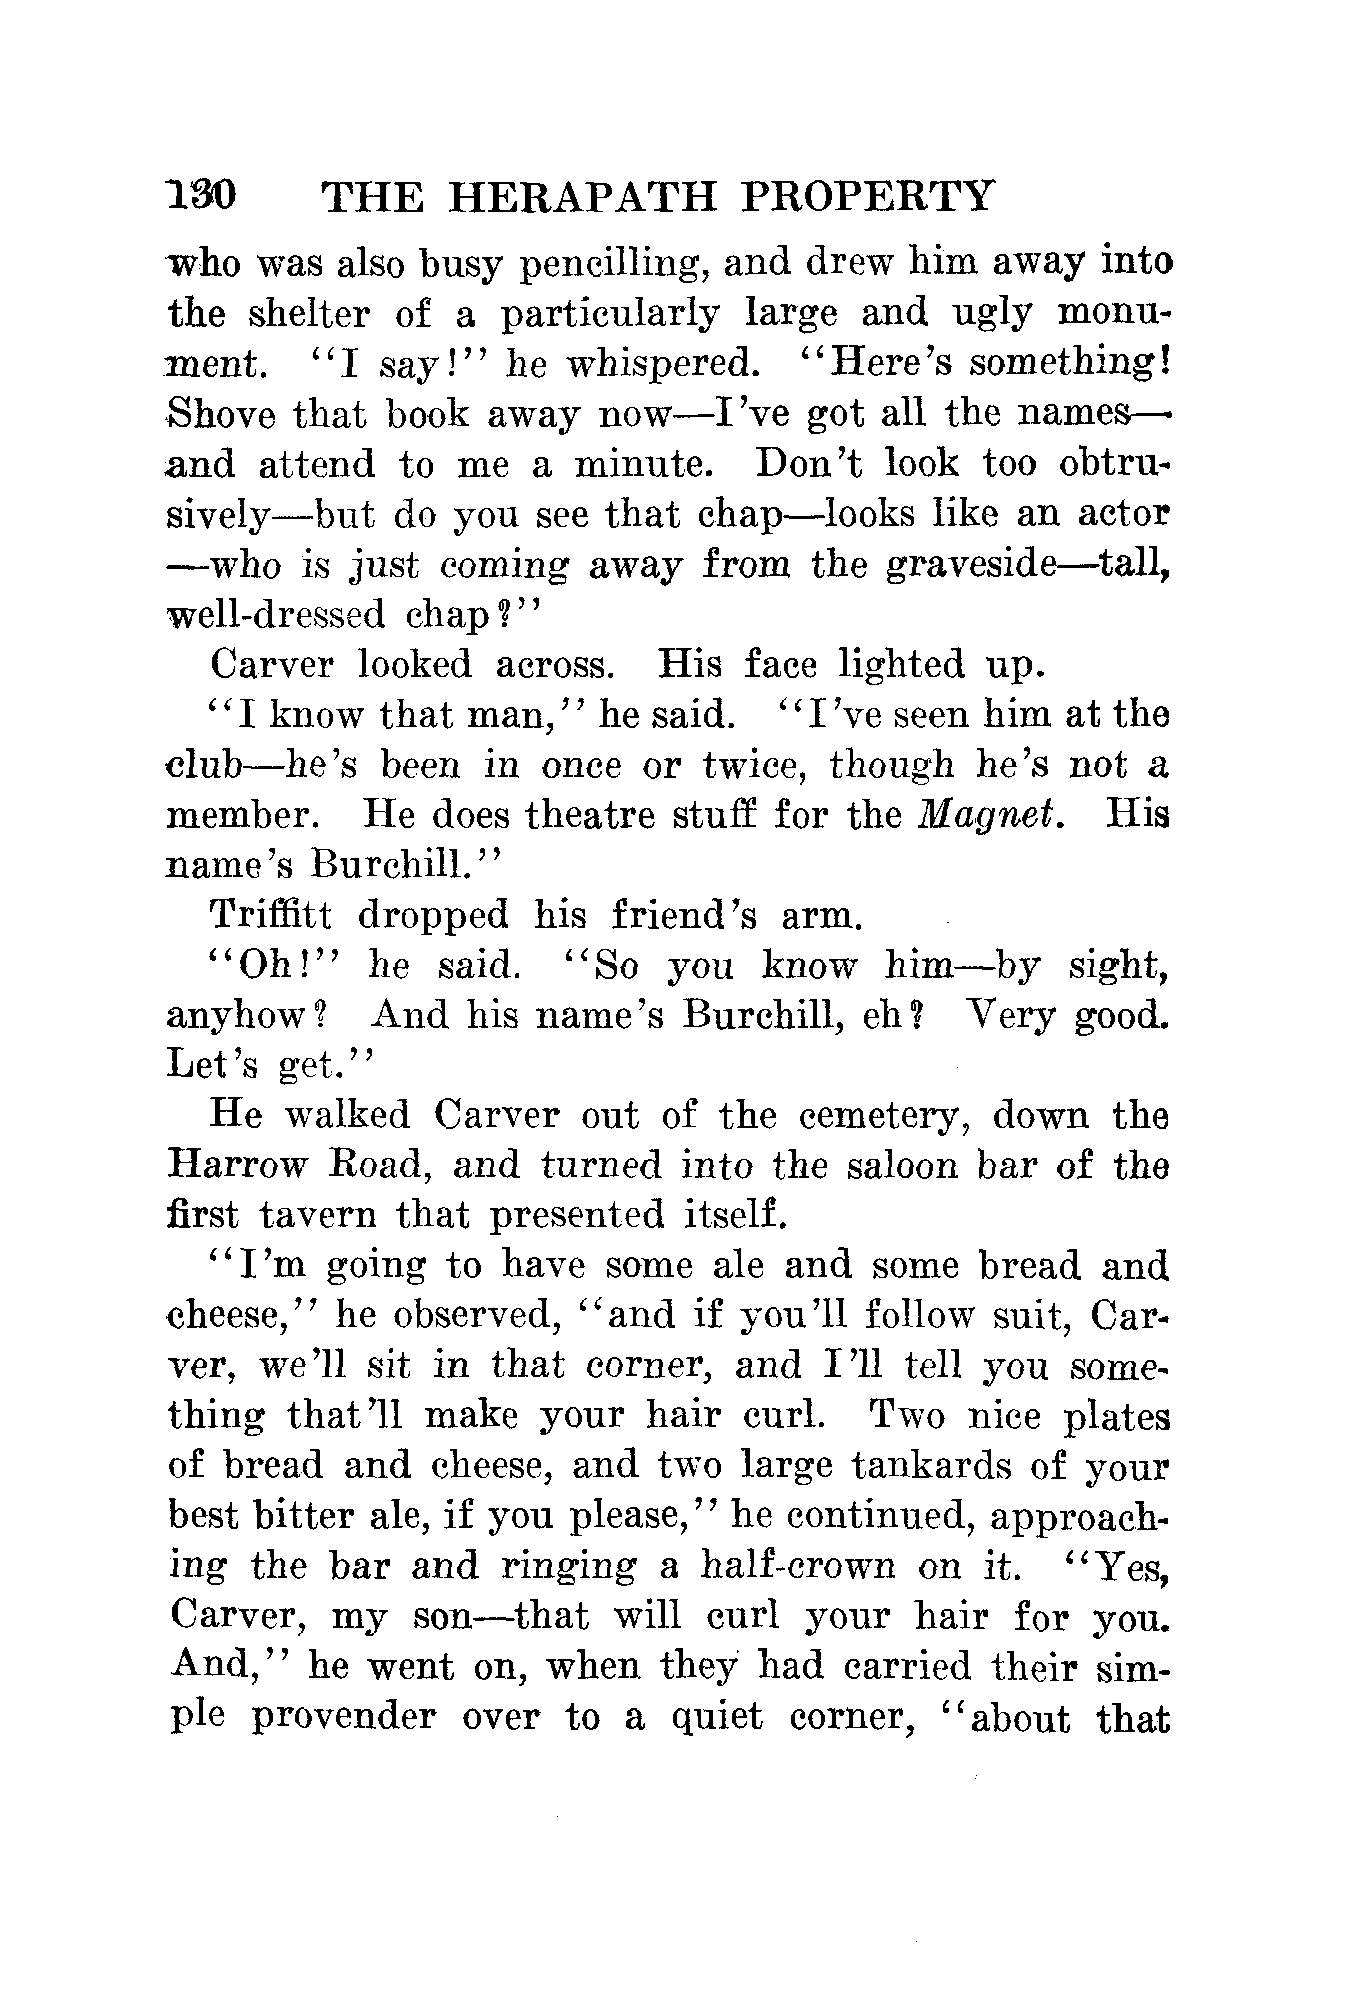 130 THE HERAPATH PROPERTY
who was also busy pencilling, and drew him away into
the shelter of a particularly large and ugly monu-
ment. "I say!" he whispered. "Here's something!
Shove that book away now—I've got all the names—
and attend to me a minute. Don't look too obtru-
sively—but do you see that chap—looks like an actor
—who is just coming away from the graveside—tall,
well-dressed chap?"
Carver looked across. His face lighted up.
"I know that man," he said. "I've seen him at the
club—he's been in once or twice, though he's not a
member. He does theatre stuff for the Magnet. His
name's Burchill."
Triffitt dropped his friend's arm.
"Oh!" he said. "So you know him—by sight,
anyhow? And his name's Burchill, eh? Very good.
Let's get."
He walked Carver out of the cemetery, down the
Harrow Road, and turned into the saloon bar of the
first tavern that presented itself.
"I'm going to have some ale and some bread and
cheese," he observed, "and if you'll follow suit, Car-
ver, we'll sit in that corner, and I'll tell you some-
thing that'll make your hair curl. Two nice plates
of bread and cheese, and two large tankards of your
best bitter ale, if you please," he continued, approach-
ing the bar and ringing a half-crown on it. "Yes,
Carver, my son—that will curl your hair for you.
And," he went on, when they had carried their sim-
ple provender over to a quiet corner, "about that